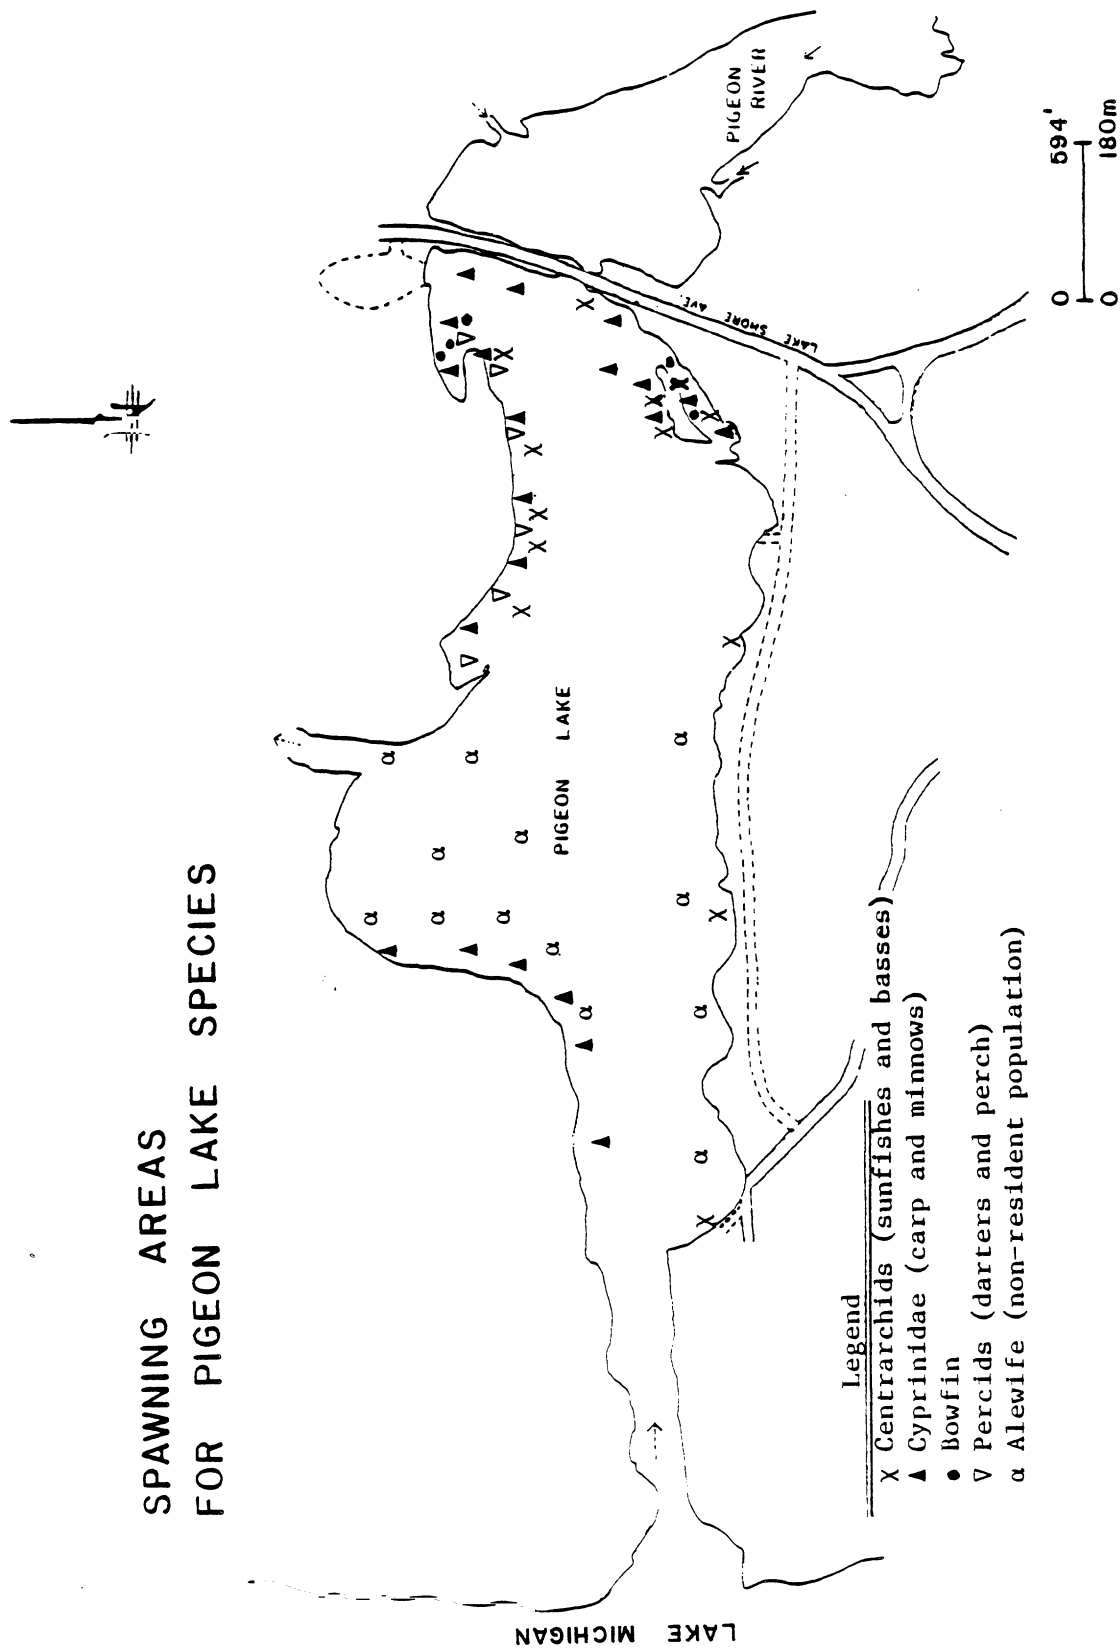 SPAWNING AREAS
FOR PIGEON LAKE SPECIES
PIGEON LAKE
PIGEON
RIVER
LAKE SHORE AVE.
LAKE MICHIGAN
0 594'
0 180m
Legend
χ Centrarchids (sunfishes and basses)
▲ Cyprinidae (carp and minnows)
● Bowfin
∇ Percids (darters and perch)
α Alewife (non-resident population)